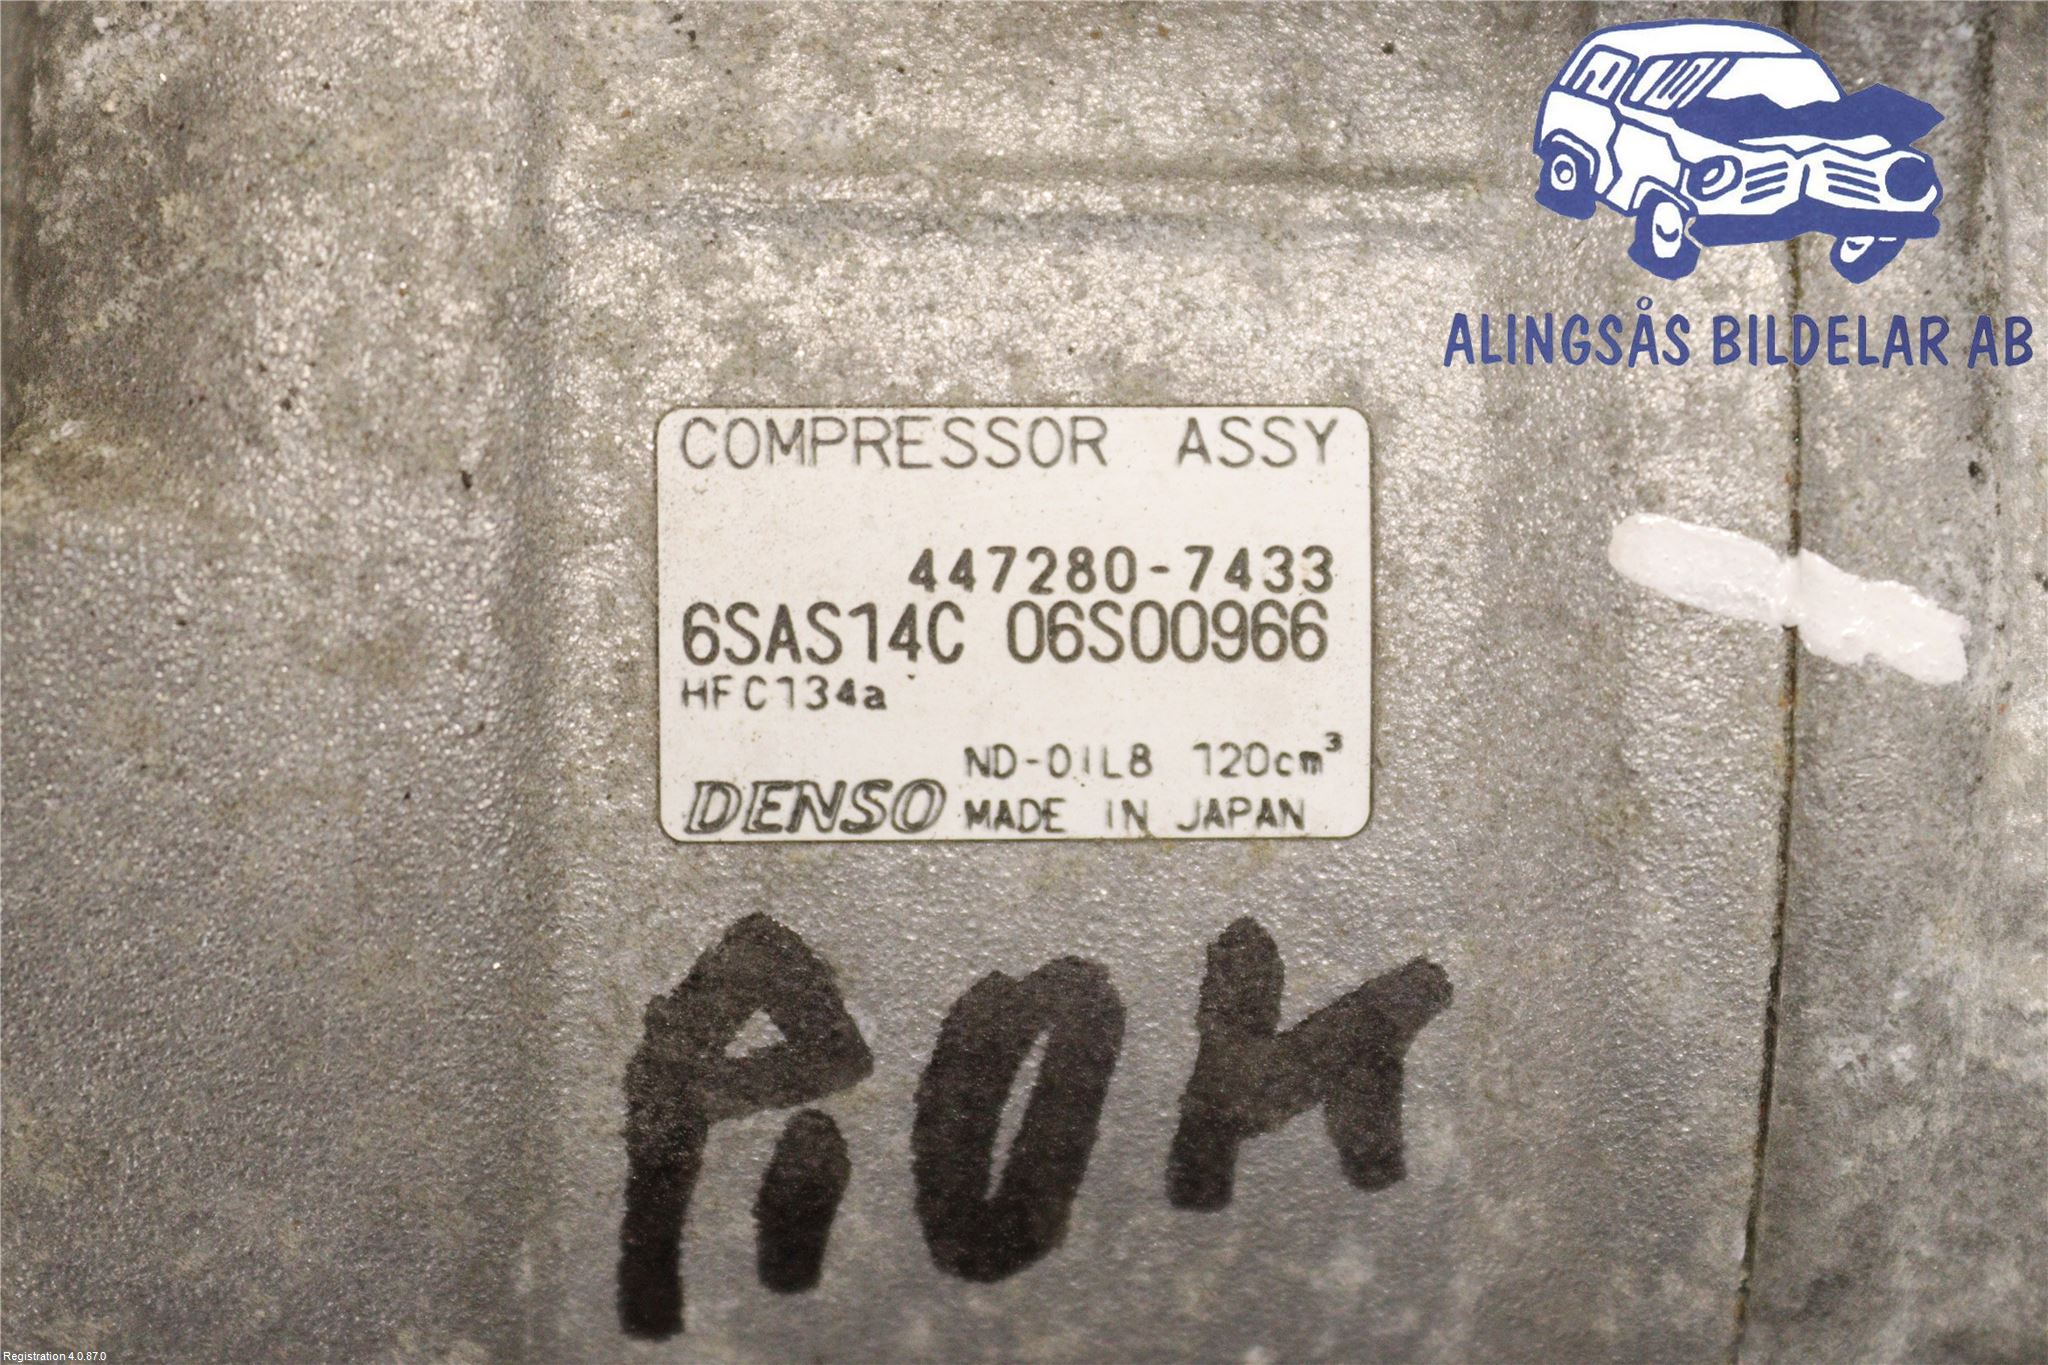 ALINGSÅS BILDELAR AB
COMPRESSOR ASSY
447280-7433
6SAS14C 06S00966
HFC134a
ND-OIL8 120cm³
DENSO MADE IN JAPAN
Registration 4.0.87.0